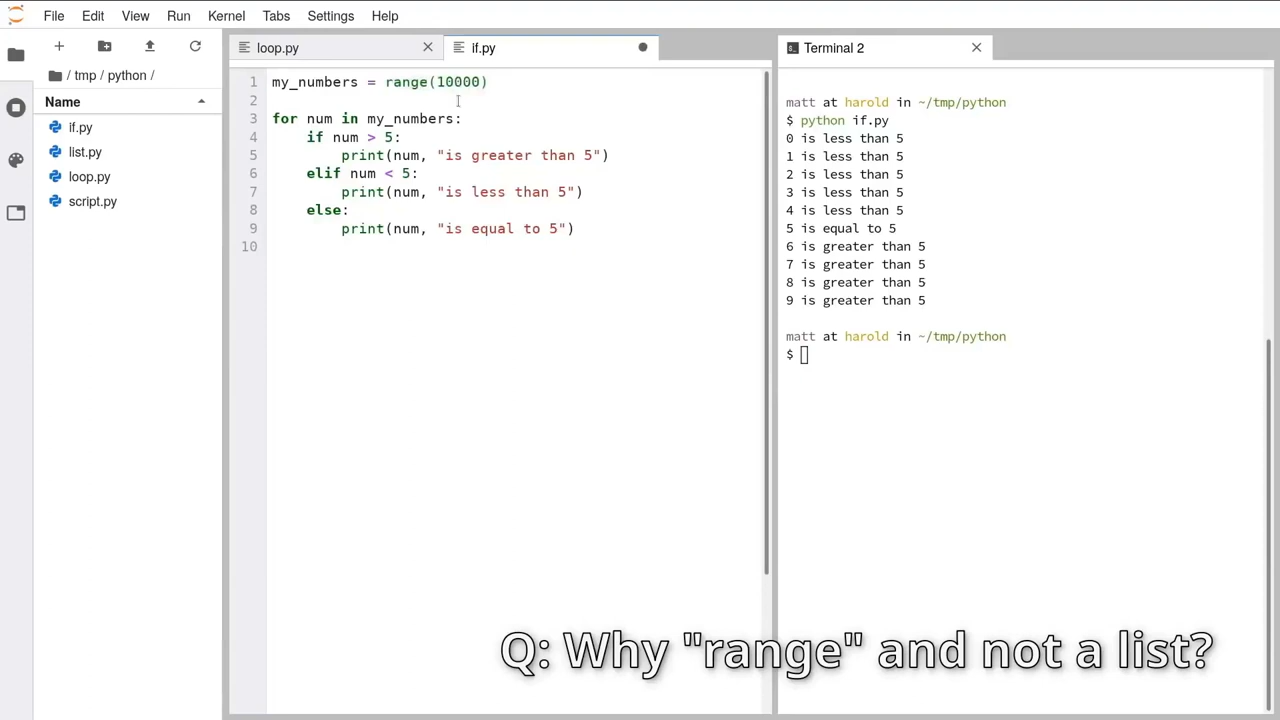 File Edit View Run Kernel Tabs Settings Help
/ tmp / python /
Name
if.py
list.py
loop.py
script.py
loop.py
if.py
1 my_numbers = range(10000)
2
3 for num in my_numbers:
4     if num > 5:
5         print(num, "is greater than 5")
6     elif num < 5:
7         print(num, "is less than 5")
8     else:
9         print(num, "is equal to 5")
10
Terminal 2
matt at harold in ~/tmp/python
$ python if.py
0 is less than 5
1 is less than 5
2 is less than 5
3 is less than 5
4 is less than 5
5 is equal to 5
6 is greater than 5
7 is greater than 5
8 is greater than 5
9 is greater than 5
matt at harold in ~/tmp/python
$
Q: Why "range" and not a list?